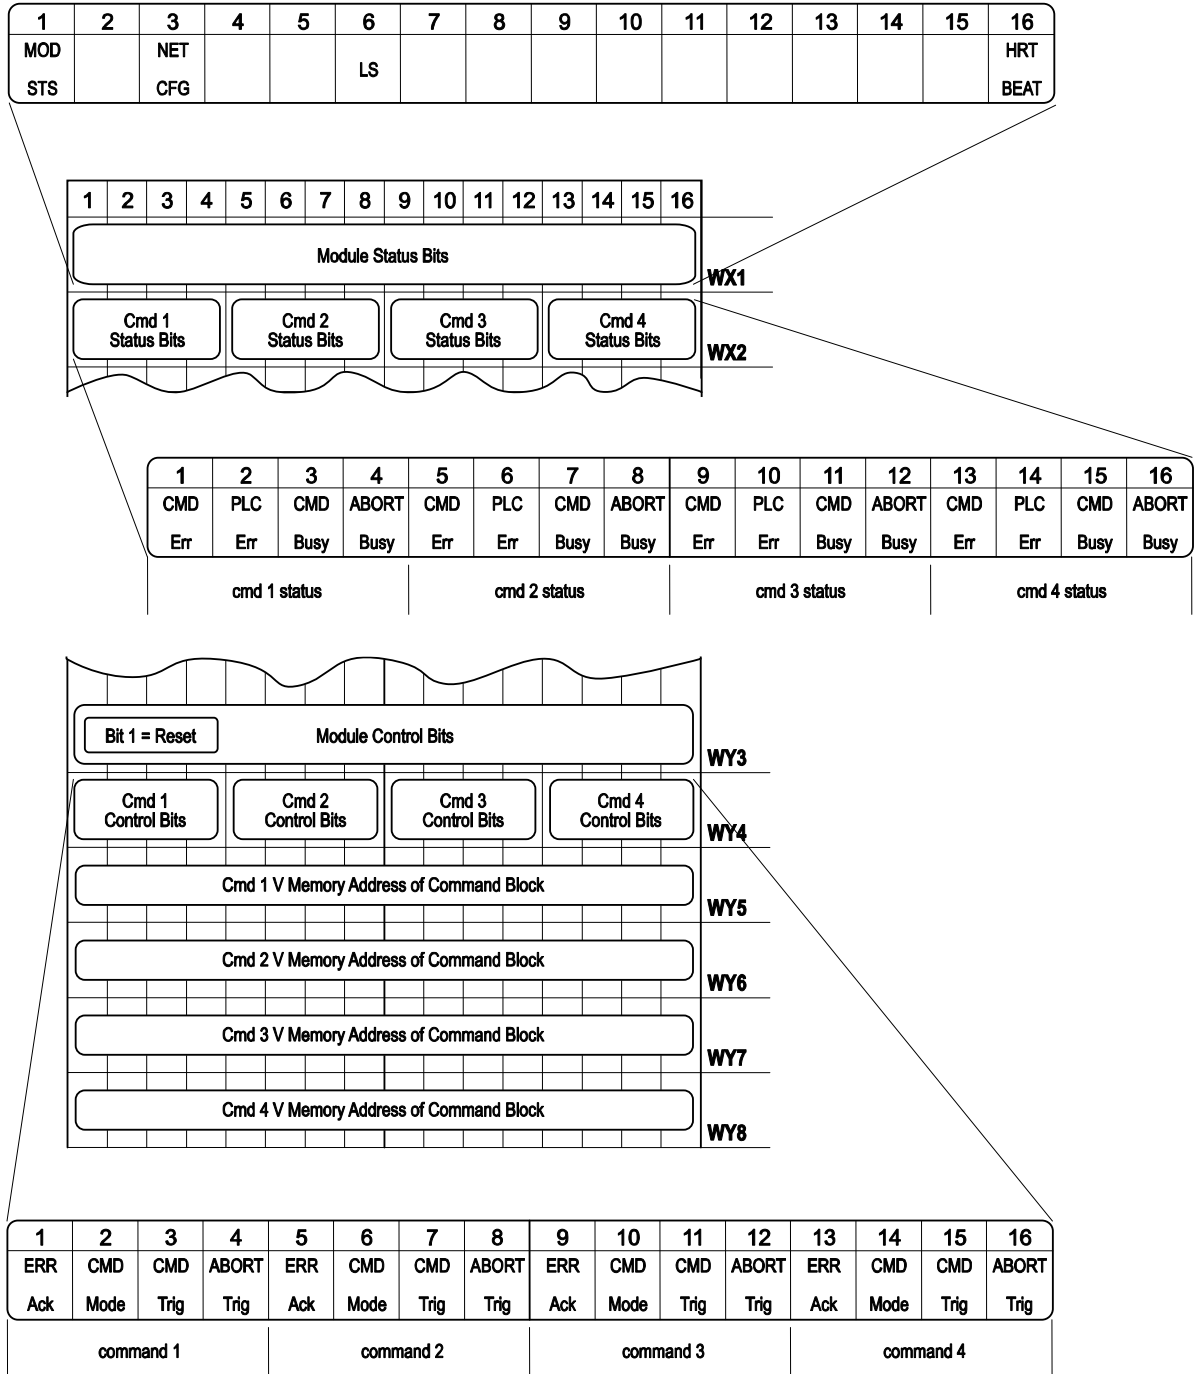 1 2 3 4 5 6 7 8 9 10 11 12 13 14 15 16
MOD NET LS HRT
STS CFG BEAT
1 2 3 4 5 6 7 8 9 10 11 12 13 14 15 16
Module Status Bits
WX1
Cmd 1 Cmd 2 Cmd 3 Cmd 4
Status Bits Status Bits Status Bits Status Bits
WX2
1 2 3 4 5 6 7 8 9 10 11 12 13 14 15 16
CMD PLC CMD ABORT CMD PLC CMD ABORT CMD PLC CMD ABORT CMD PLC CMD ABORT
Err Err Busy Busy Err Err Busy Busy Err Err Busy Busy Err Err Busy Busy
cmd 1 status cmd 2 status cmd 3 status cmd 4 status
Bit 1 = Reset Module Control Bits
WY3
Cmd 1 Cmd 2 Cmd 3 Cmd 4
Control Bits Control Bits Control Bits Control Bits
WY4
Cmd 1 V Memory Address of Command Block
WY5
Cmd 2 V Memory Address of Command Block
WY6
Cmd 3 V Memory Address of Command Block
WY7
Cmd 4 V Memory Address of Command Block
WY8
1 2 3 4 5 6 7 8 9 10 11 12 13 14 15 16
ERR CMD CMD ABORT ERR CMD CMD ABORT ERR CMD CMD ABORT ERR CMD CMD ABORT
Ack Mode Trig Trig Ack Mode Trig Trig Ack Mode Trig Trig Ack Mode Trig Trig
command 1 command 2 command 3 command 4